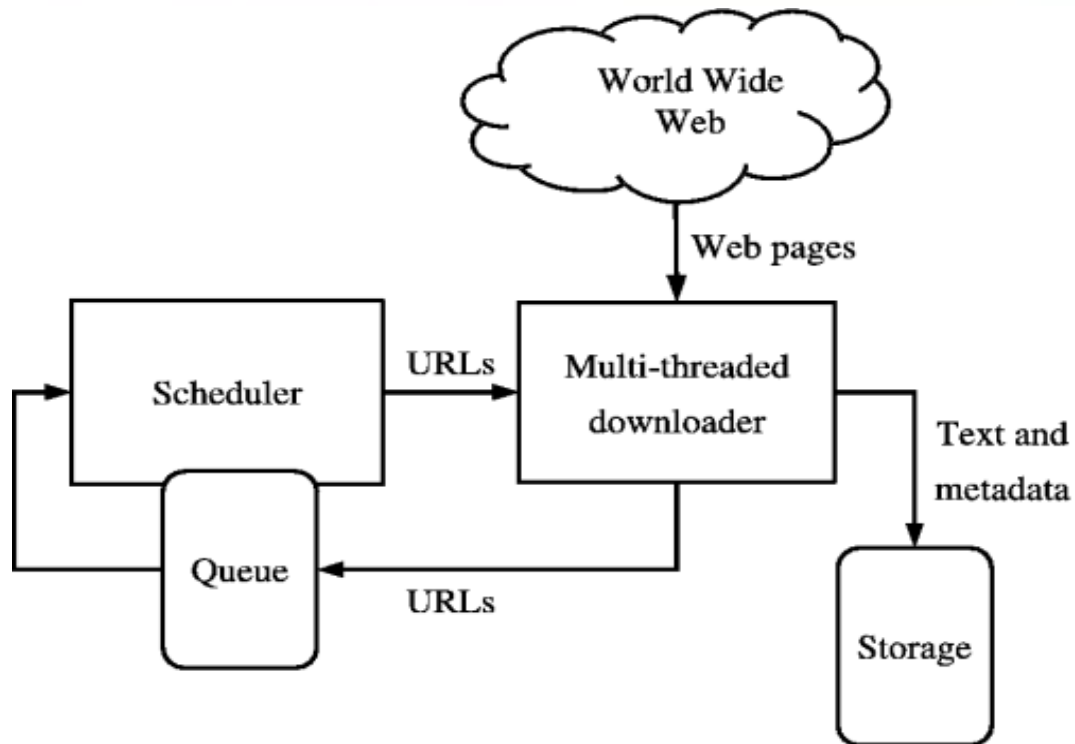 World Wide
Web
Web pages
URLs
Scheduler
Multi-threaded
downloader
Text and
metadata
Queue
URLs
Storage